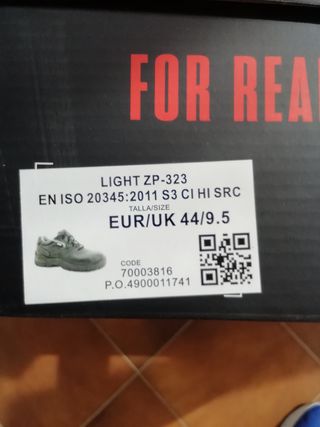 FOR REA
LIGHT ZP-323
EN ISO 20345:2011 S3 CI HI SRC
TALLA/SIZE
EUR/UK 44/9.5
CODE
70003816
P.O.4900011741